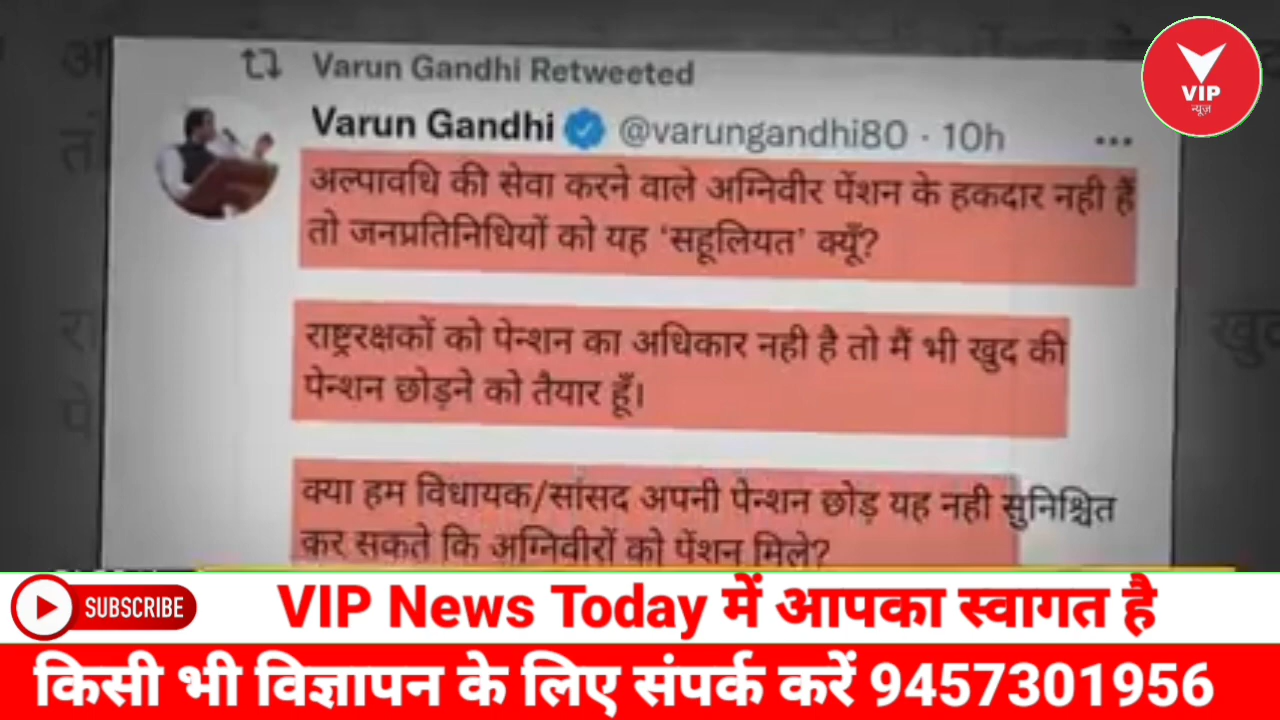 Varun Gandhi Retweeted
Varun Gandhi @varungandhi80 · 10h ...
अल्पावधि की सेवा करने वाले अग्निवीर पेंशन के हकदार नही हैं
तो जनप्रतिनिधियों को यह ‘सहूलियत’ क्यूँ?
राष्ट्ररक्षकों को पेन्शन का अधिकार नही है तो मैं भी खुद की
पेन्शन छोड़ने को तैयार हूँ।
क्या हम विधायक/सांसद अपनी पेन्शन छोड़ यह नही सुनिश्चित
कर सकते कि अग्निवीरों को पेंशन मिले?
VIP
न्यूज़
SUBSCRIBE
VIP News Today में आपका स्वागत है
किसी भी विज्ञापन के लिए संपर्क करें 9457301956